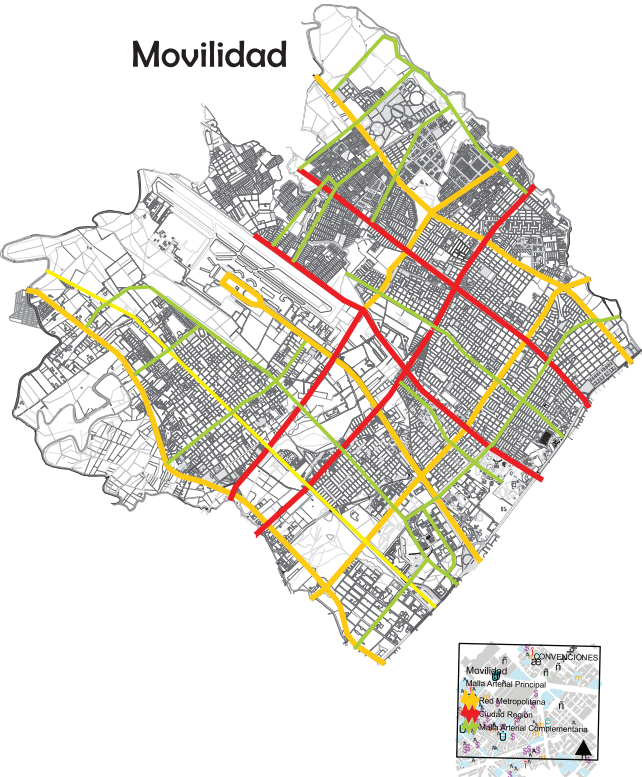 Movilidad
CONVENCIONES
Movilidad
Malla Arterial Principal
Red Metropolitana
Ciudad Región
Malla Arterial Complementaria